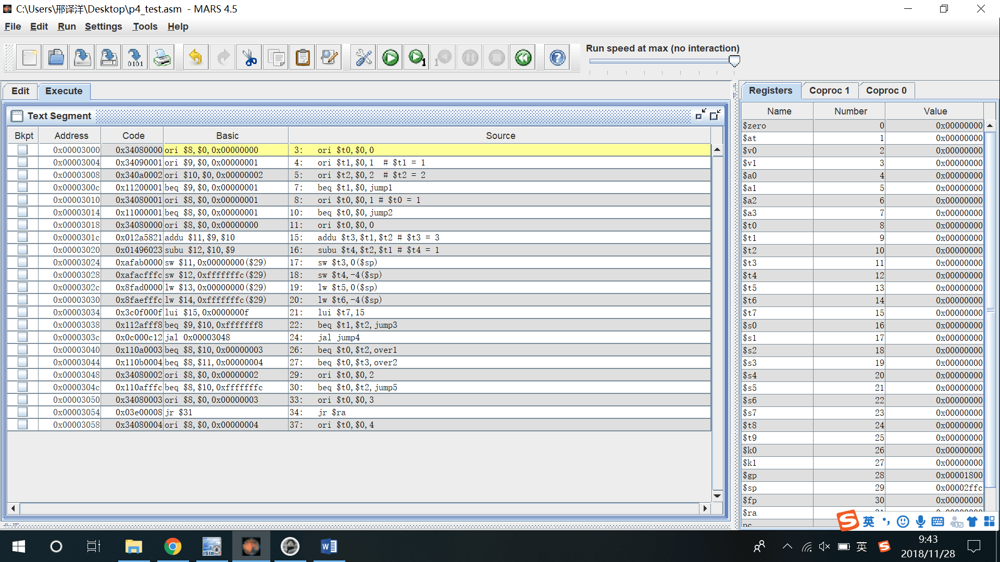 C:\Users\邢译洋\Desktop\p4_test.asm - MARS 4.5
File Edit Run Settings Tools Help
Run speed at max (no interaction)
Edit Execute
Text Segment
Bkpt Address Code Basic Source
0x00003000 0x34080000 ori $8,$0,0x00000000 3: ori $t0,$0,0
0x00003004 0x34090001 ori $9,$0,0x00000001 4: ori $t1,$0,1 # $t1 = 1
0x00003008 0x340a0002 ori $10,$0,0x00000002 5: ori $t2,$0,2 # $t2 = 2
0x0000300c 0x11200001 beq $9,$0,0x00000001 7: beq $t1,$0,jump1
0x00003010 0x34080001 ori $8,$0,0x00000001 8: ori $t0,$0,1 # $t0 = 1
0x00003014 0x11000001 beq $8,$0,0x00000001 10: beq $t0,$0,jump2
0x00003018 0x34080000 ori $8,$0,0x00000000 11: ori $t0,$0,0
0x0000301c 0x012a5821 addu $11,$9,$10 15: addu $t3,$t1,$t2 # $t3 = 3
0x00003020 0x01496023 subu $12,$10,$9 16: subu $t4,$t2,$t1 # $t4 = 1
0x00003024 0xafab0000 sw $11,0x00000000($29) 17: sw $t3,0($sp)
0x00003028 0xafacfffc sw $12,0xfffffffc($29) 18: sw $t4,-4($sp)
0x0000302c 0x8fad0000 lw $13,0x00000000($29) 19: lw $t5,0($sp)
0x00003030 0x8faefffc lw $14,0xfffffffc($29) 20: lw $t6,-4($sp)
0x00003034 0x3c0f000f lui $15,0x0000000f 21: lui $t7,15
0x00003038 0x112afff8 beq $9,$10,0xfffffff8 22: beq $t1,$t2,jump3
0x0000303c 0x0c000c12 jal 0x00003048 24: jal jump4
0x00003040 0x110a0003 beq $8,$10,0x00000003 26: beq $t0,$t2,over1
0x00003044 0x110b0004 beq $8,$11,0x00000004 27: beq $t0,$t3,over2
0x00003048 0x34080002 ori $8,$0,0x00000002 29: ori $t0,$0,2
0x0000304c 0x110afffc beq $8,$10,0xfffffffc 30: beq $t0,$t2,jump5
0x00003050 0x34080003 ori $8,$0,0x00000003 33: ori $t0,$0,3
0x00003054 0x03e00008 jr $31 34: jr $ra
0x00003058 0x34080004 ori $8,$0,0x00000004 37: ori $t0,$0,4
Registers Coproc 1 Coproc 0
Name Number Value
$zero 0 0x00000000
$at 1 0x00000000
$v0 2 0x00000000
$v1 3 0x00000000
$a0 4 0x00000000
$a1 5 0x00000000
$a2 6 0x00000000
$a3 7 0x00000000
$t0 8 0x00000000
$t1 9 0x00000000
$t2 10 0x00000000
$t3 11 0x00000000
$t4 12 0x00000000
$t5 13 0x00000000
$t6 14 0x00000000
$t7 15 0x00000000
$s0 16 0x00000000
$s1 17 0x00000000
$s2 18 0x00000000
$s3 19 0x00000000
$s4 20 0x00000000
$s5 21 0x00000000
$s6 22 0x00000000
$s7 23 0x00000000
$t8 24 0x00000000
$t9 25 0x00000000
$k0 26 0x00000000
$k1 27 0x00000000
$gp 28 0x00001800
$sp 29 0x00002ffc
$fp 30 0x00000000
$ra
英
英
9:43
2018/11/28